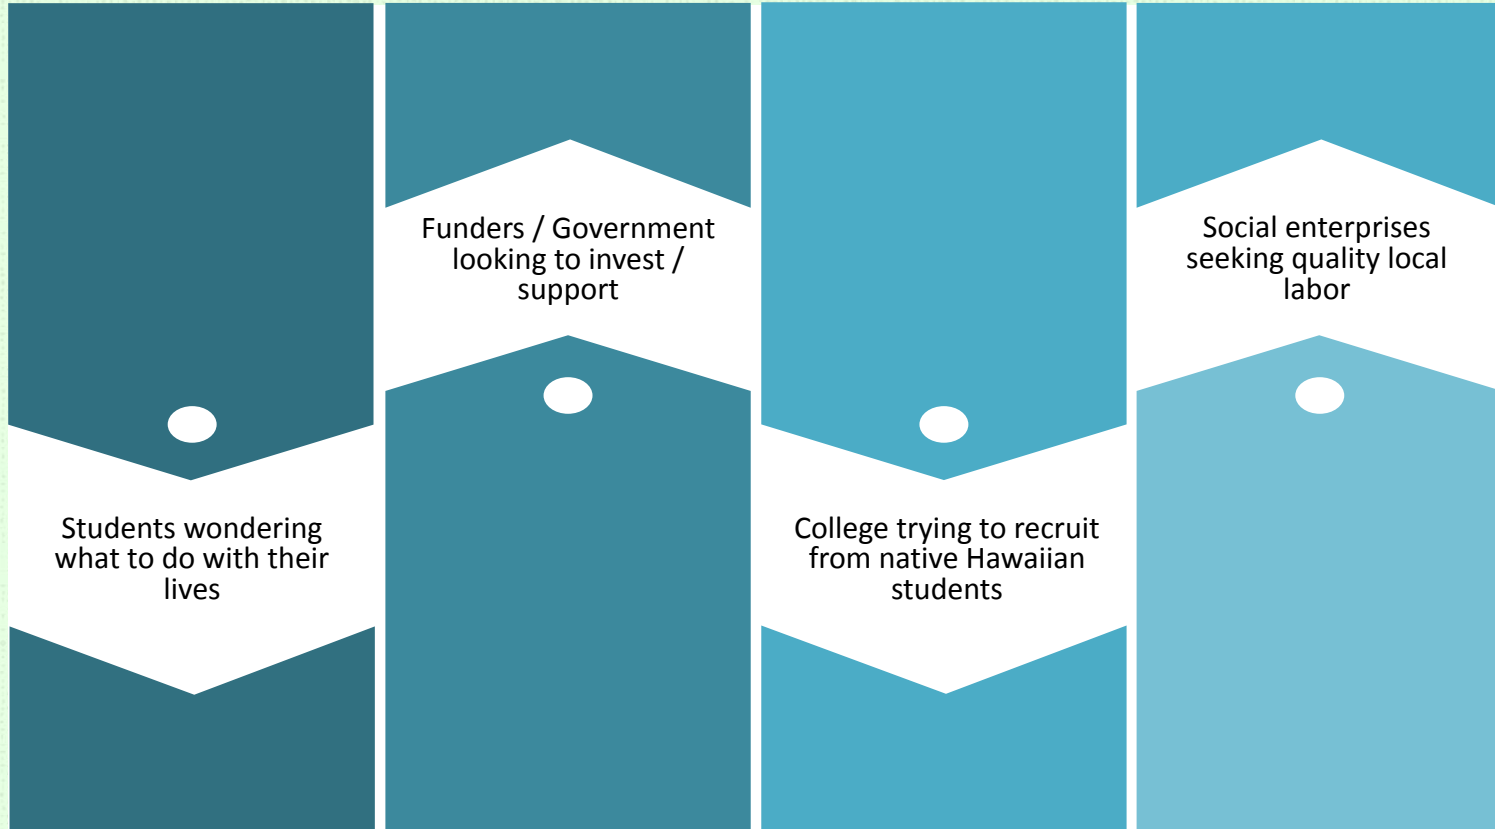 Students wondering
what to do with their
lives
Funders / Government
looking to invest /
support
College trying to recruit
from native Hawaiian
students
Social enterprises
seeking quality local
labor